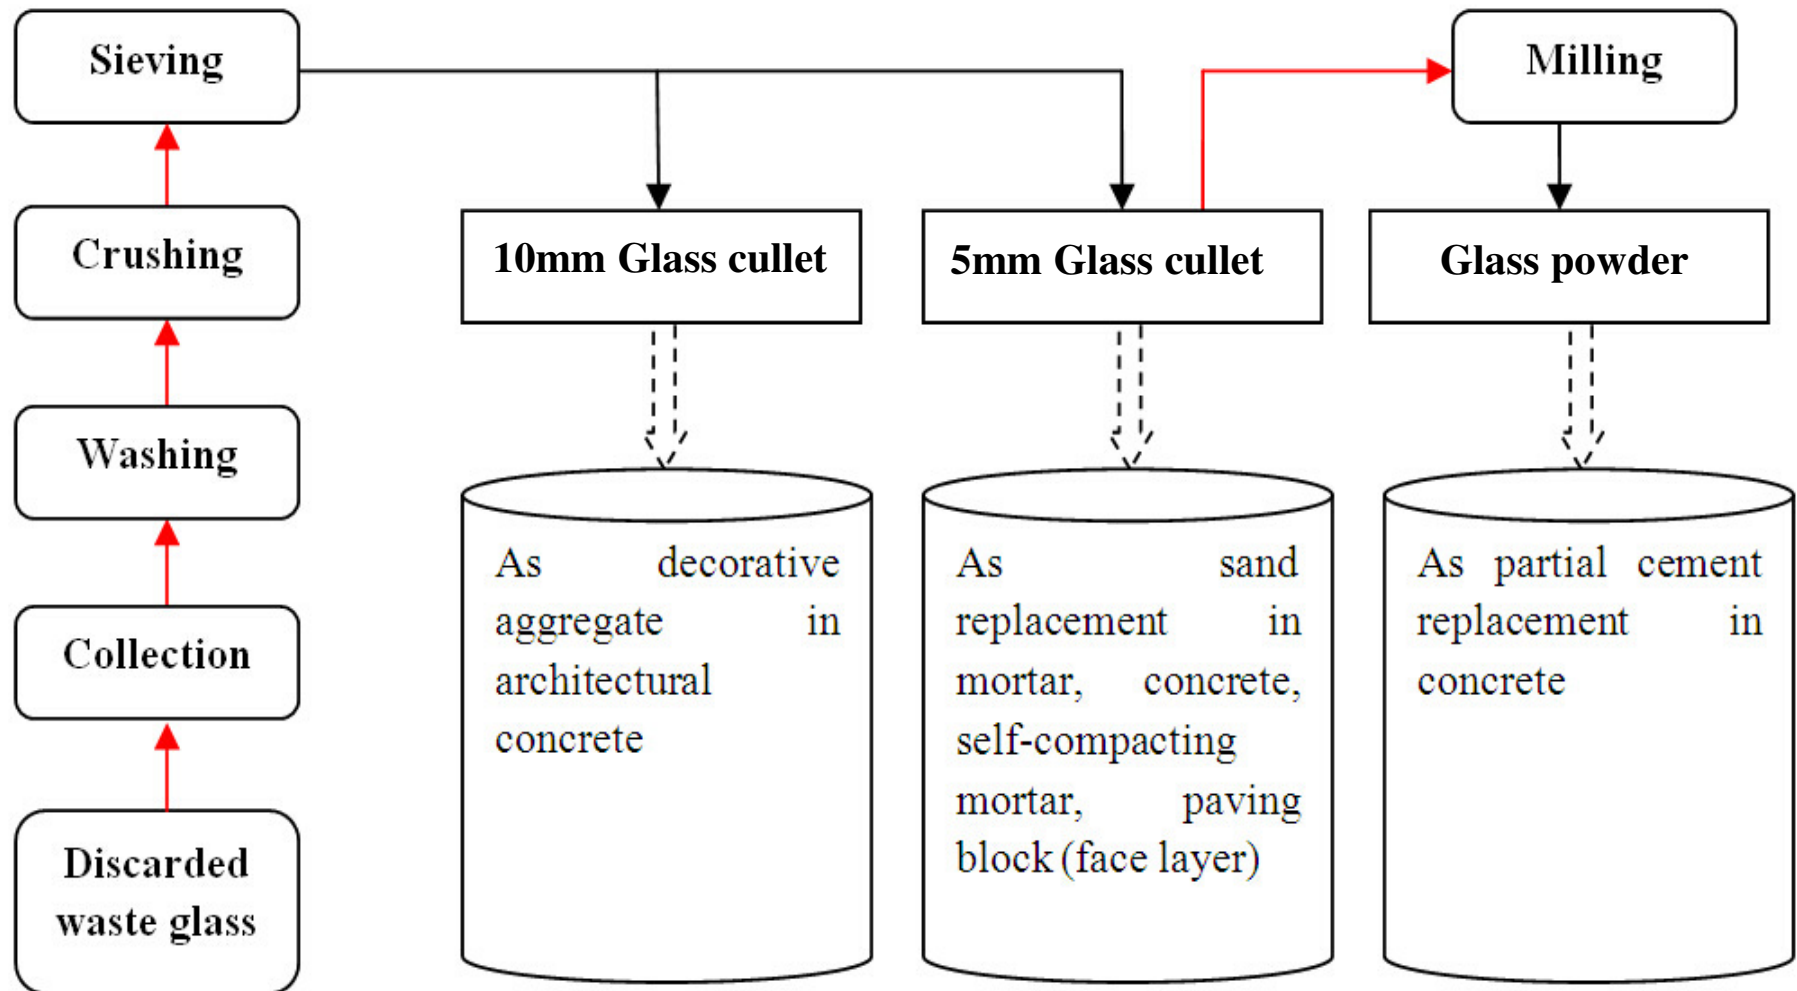 Sieving
Milling
Crushing
10mm Glass cullet
5mm Glass cullet
Glass powder
Washing
Collection
Discarded
waste glass
As decorative
aggregate in
architectural
concrete
As sand
replacement in
mortar, concrete,
self-compacting
mortar, paving
block (face layer)
As partial cement
replacement in
concrete